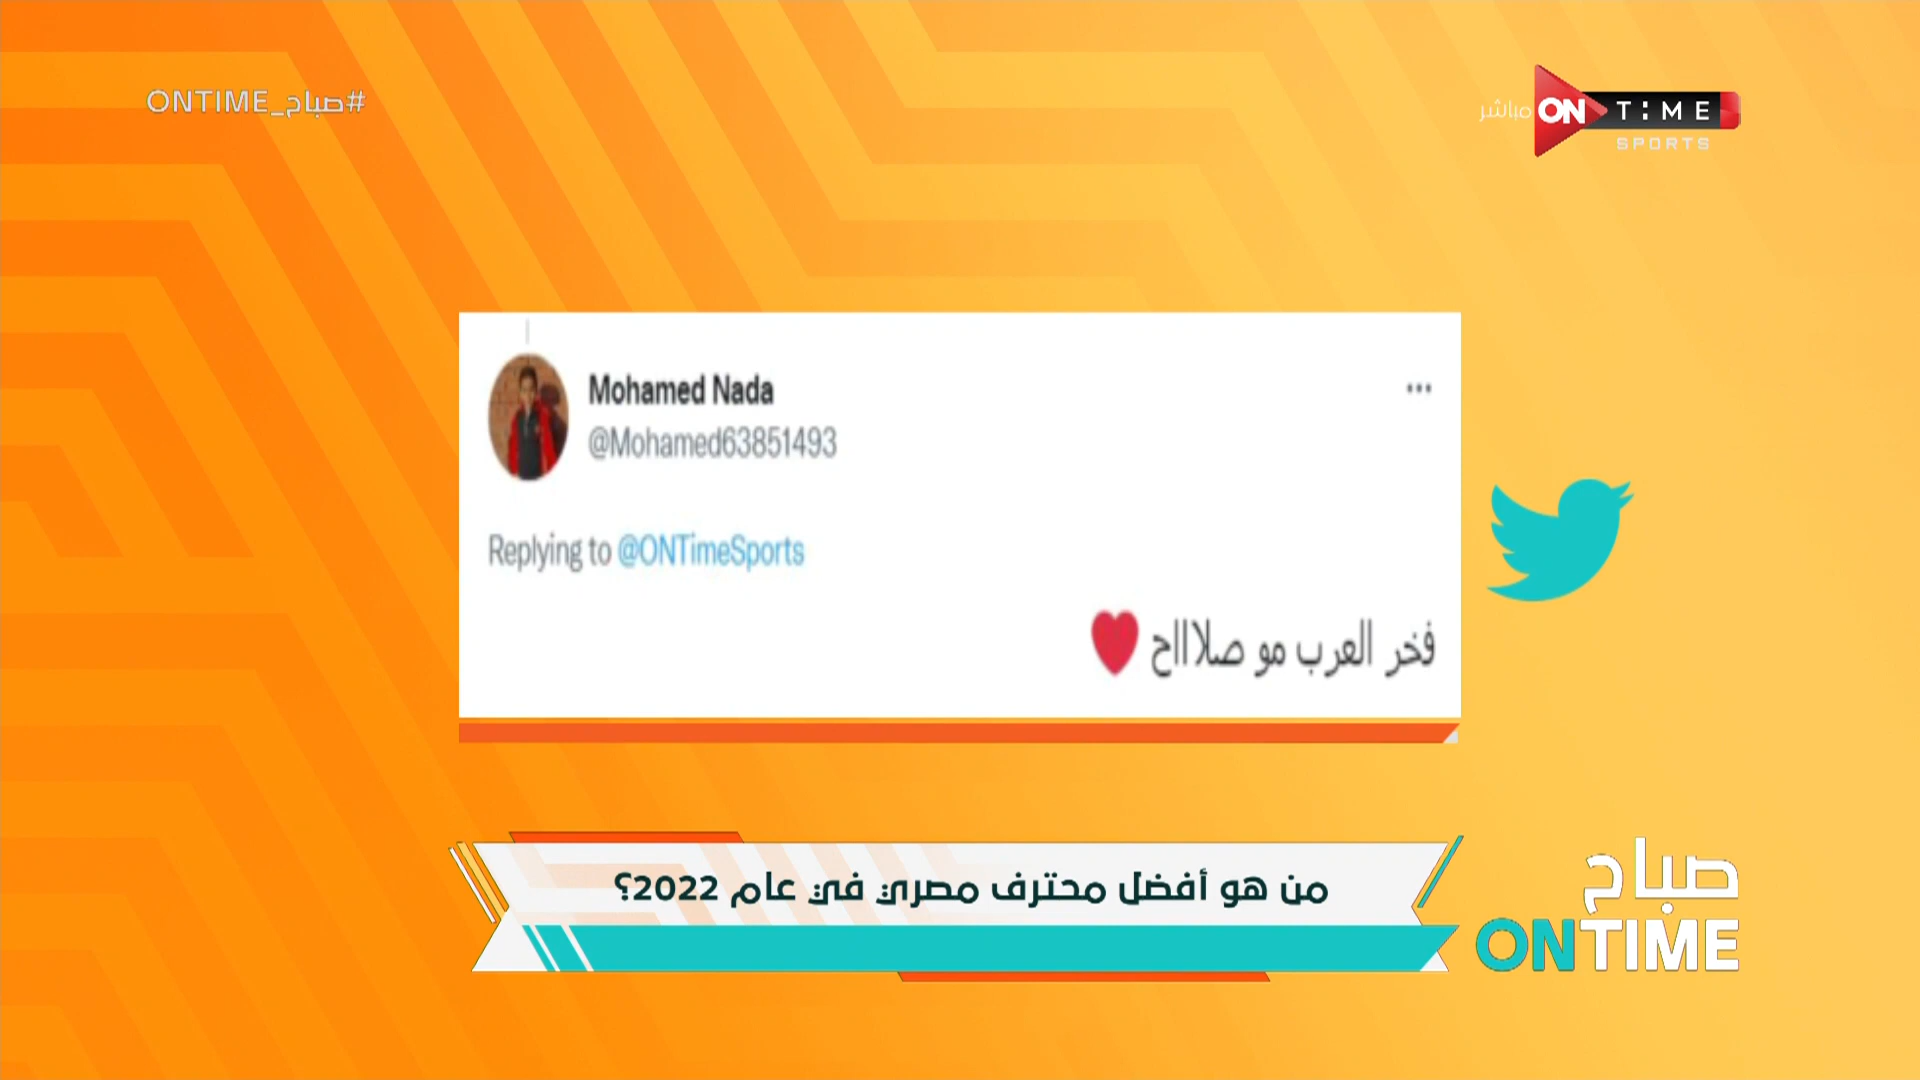 #صباح_ONTIME
مباشر ON TIME
SPORTS
Mohamed Nada
@Mohamed63851493
Replying to @ONTimeSports
فخر العرب مو صلااااح ❤
من هو أفضل محترف مصري في عام 2022؟
صباح
ONTIME